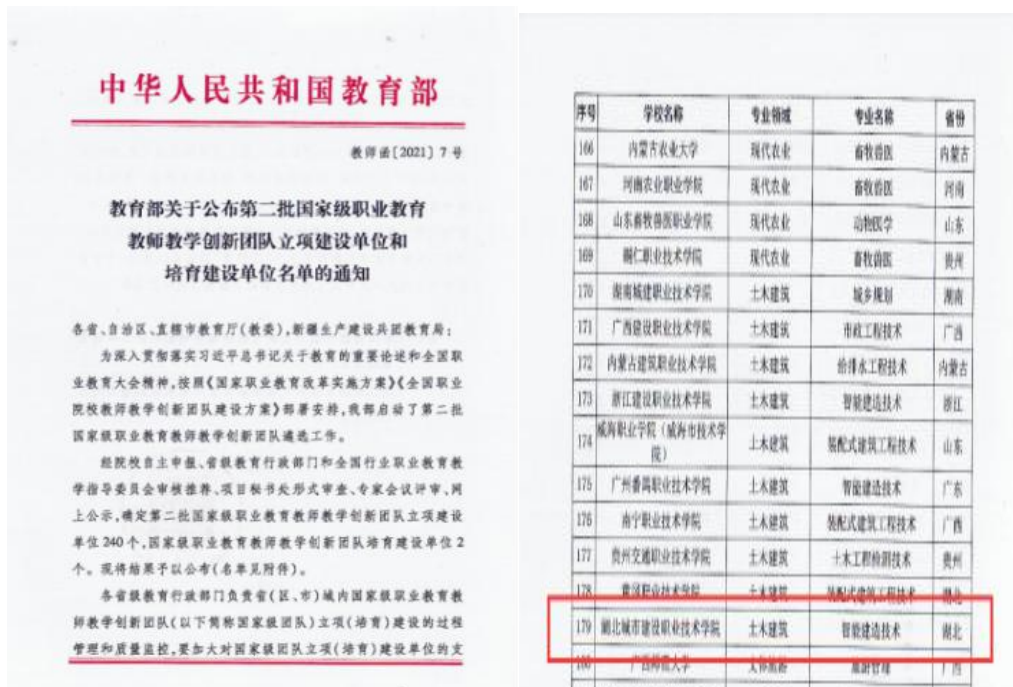 中华人民共和国教育部
教师函〔2021〕7号
教育部关于公布第二批国家级职业教育
教师教学创新团队立项建设单位和
培育建设单位名单的通知
各省、自治区、直辖市教育厅(教委),新疆生产建设兵团教育局:
为深入贯彻落实习近平总书记关于教育的重要论述和全国职
业教育大会精神,按照《国家职业教育改革实施方案》《全国职业
院校教师教学创新团队建设方案》部署安排,我部启动了第二批
国家级职业教育教师教学创新团队遴选工作。
经院校自主申报、省级教育行政部门和全国行业职业教育教
学指导委员会审核推荐、项目秘书处形式审查、专家会议评审、网
上公示,确定第二批国家级职业教育教师教学创新团队立项建设
单位240个,国家级职业教育教师教学创新团队培育建设单位2
个。现将结果予以公布(名单见附件)。
各省级教育行政部门负责省(区、市)域内国家级职业教育教
师教学创新团队(以下简称国家级团队)立项(培育)建设的过程
管理和质量监控,要加大对国家级团队立项(培育)建设单位的支
序号 学校名称 专业领域 专业名称 省份
166 内蒙古农业大学 现代农业 畜牧兽医 内蒙古
167 河南农业职业学院 现代农业 畜牧兽医 河南
168 山东畜牧兽医职业学院 现代农业 动物医学 山东
169 铜仁职业技术学院 现代农业 畜牧兽医 贵州
170 湖南城建职业技术学院 土木建筑 城乡规划 湖南
171 广西建设职业技术学院 土木建筑 市政工程技术 广西
172 内蒙古建筑职业技术学院 土木建筑 给排水工程技术 内蒙古
173 浙江建设职业技术学院 土木建筑 智能建造技术 浙江
174 威海职业学院(威海市技术学
院) 土木建筑 装配式建筑工程技术 山东
175 广州番禺职业技术学院 土木建筑 智能建造技术 广东
176 南宁职业技术学院 土木建筑 装配式建筑工程技术 广西
177 贵州交通职业技术学院 土木建筑 土木工程检测技术 贵州
178 黄冈职业技术学院 土木建筑 装配式建筑工程技术 湖北
179 湖北城市建设职业技术学院 土木建筑 智能建造技术 湖北
广西师范大学 旅游管理 广西